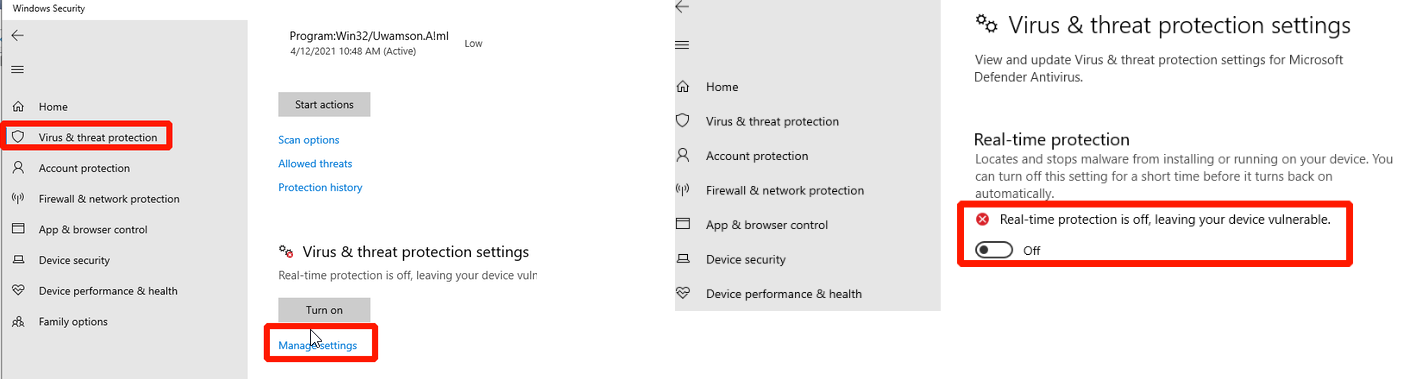 Windows Security
Program:Win32/Uwamson.A!ml
4/12/2021 10:48 AM (Active)
Low
Start actions
Scan options
Allowed threats
Protection history
Home
Virus & threat protection
Account protection
Firewall & network protection
App & browser control
Device security
Device performance & health
Family options
Virus & threat protection settings
Real-time protection is off, leaving your device vuln
Turn on
Manage settings
Home
Virus & threat protection
Account protection
Firewall & network protection
App & browser control
Device security
Device performance & health
Virus & threat protection settings
View and update Virus & threat protection settings for Microsoft
Defender Antivirus.
Real-time protection
Locates and stops malware from installing or running on your device. You
can turn off this setting for a short time before it turns back on
automatically.
Real-time protection is off, leaving your device vulnerable.
Off